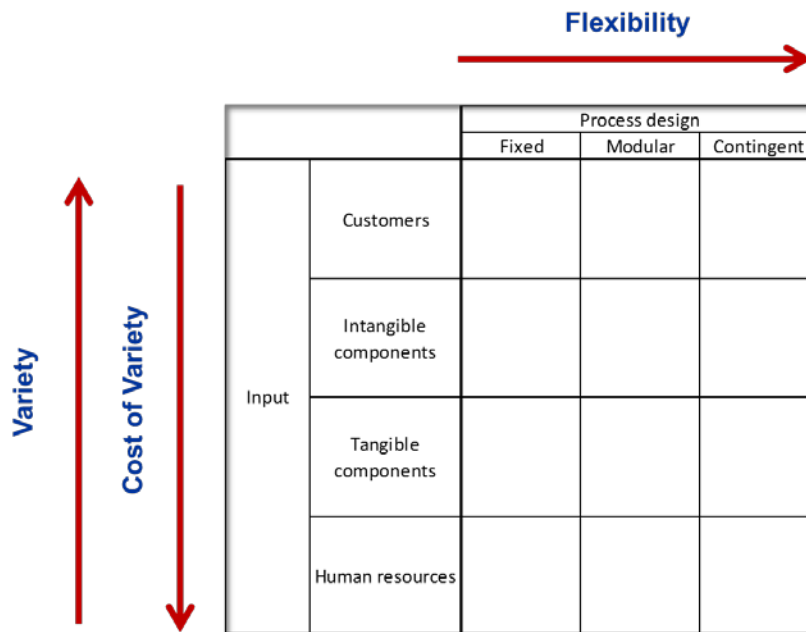 Flexibility
Process design
Fixed Modular Contingent
Variety
Cost of Variety
Input
Customers
Intangible
components
Tangible
components
Human resources